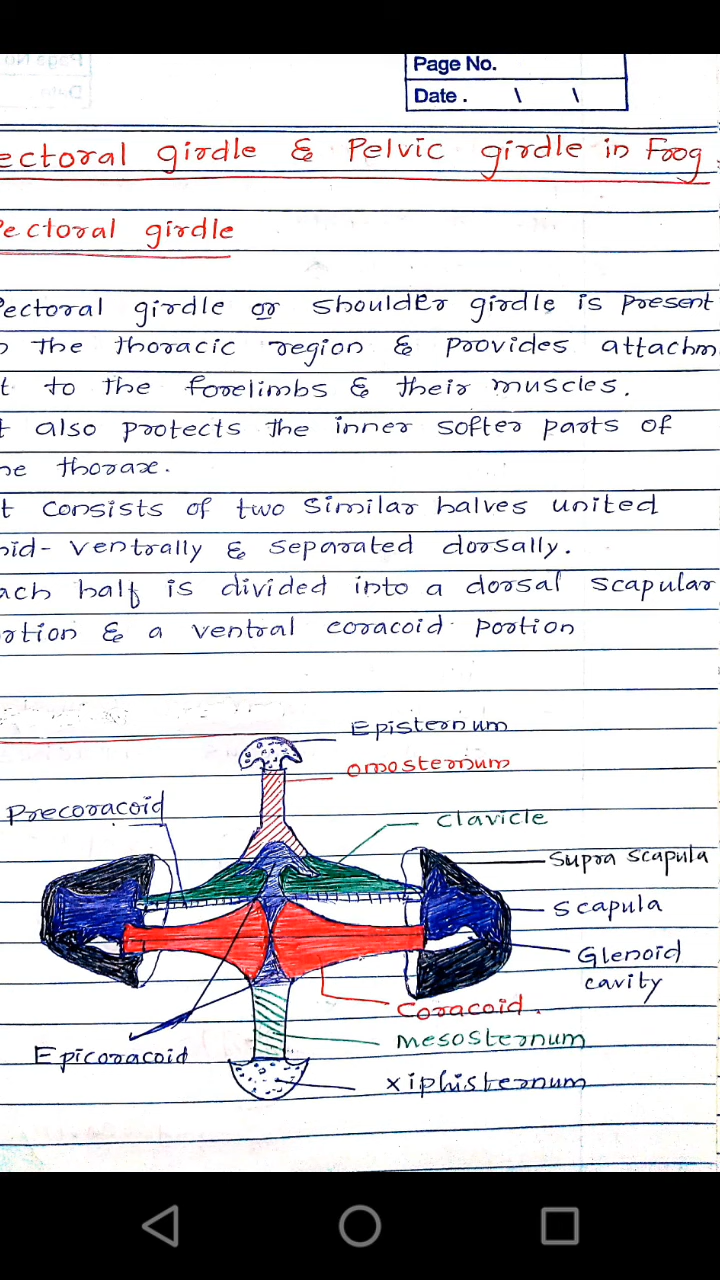 Page No.
Date . \ \
ectoral girdle & Pelvic girdle in Frog.
ectoral girdle
ectoral girdle or shoulder girdle is present
the thoracic region & provides attachm
t to the forelimbs & their muscles.
t also protects the inner softer parts of
he thorax.
t consists of two similar halves united
id-ventrally & separated dorsally.
ach half is divided into a dorsal scapular
ortion & a ventral coracoid portion
Episternum
omosternum
Precoracoid
clavicle
Supra scapula
scapula
Glenoid
cavity
Coracoid.
mesosternum
Epicoracoid
xiphisternum